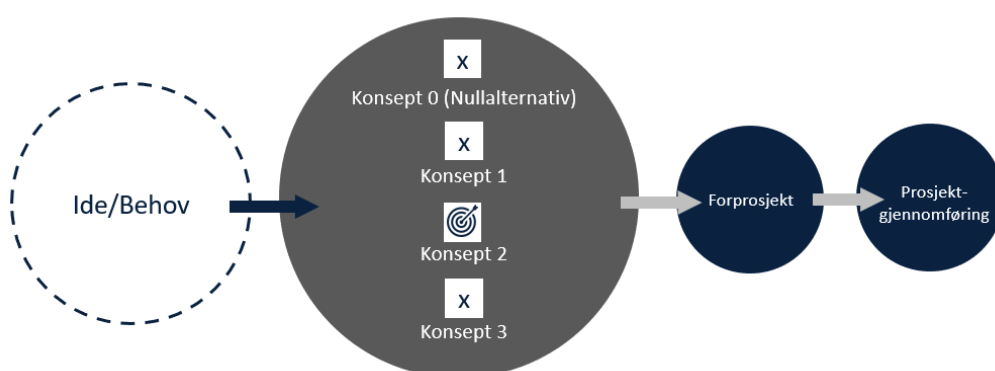 Ide/Behov
X
Konsept 0 (Nullalternativ)
X
Konsept 1
Konsept 2
X
Konsept 3
Forprosjekt
Prosjekt-
gjennomføring